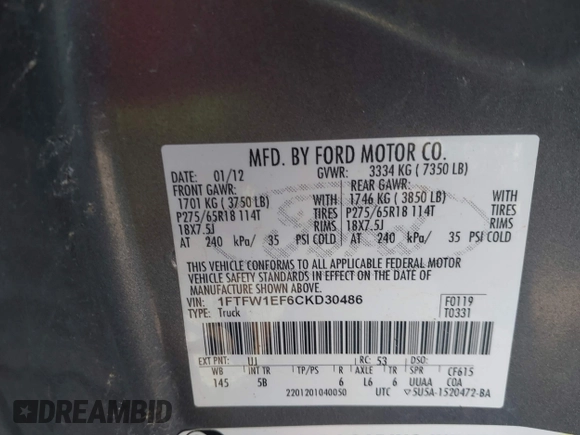 MFD. BY FORD MOTOR CO.
DATE: 01/12 GVWR: 3334 KG ( 7350 LB)
FRONT GAWR: REAR GAWR:
1701 KG ( 3750 LB) WITH 1746 KG ( 3850 LB) WITH
P275/65R18 114T TIRES P275/65R18 114T TIRES
18X7.5J RIMS 18X7.5J RIMS
AT 240 kPa/ 35 PSI COLD AT 240 kPa/ 35 PSI COLD
THIS VEHICLE CONFORMS TO ALL APPLICABLE FEDERAL MOTOR
VEHICLE SAFETY STANDARDS IN EFFECT ON THE DATE OF
MANUFACTURE SHOWN ABOVE.
VIN: 1FTFW1EF6CKD30486 F0119
TYPE: Truck T0331
EXT PNT: UJ RC: 53 DSO:
WB INT TR TP/PS R AXLE TR SPR CF615
145 5B 6 L6 6 UUAA C0A
2201201040050 UTC 5U5A-1520472-BA
DREAMBID